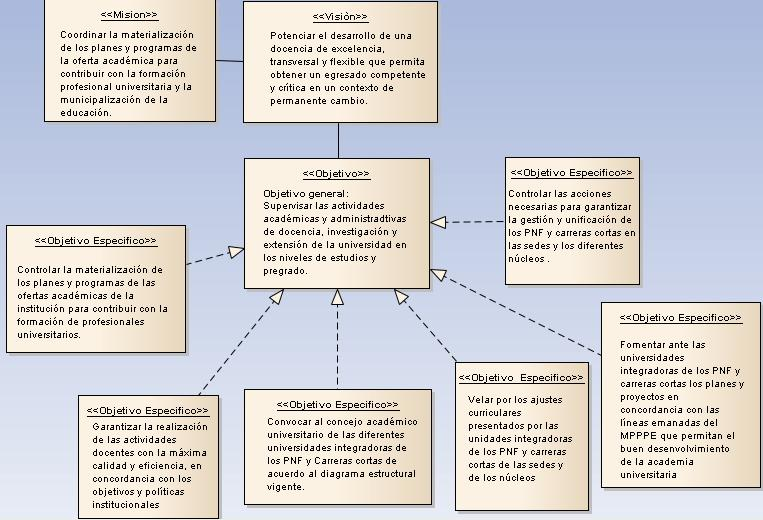 <<Mision>>
Coordinar la materialización
de los planes y programas de
la oferta académica para
contribuir con la formación
profesional universitaria y la
municipalización de la
educación.
<<Visiòn>>
Potenciar el desarrollo de una
docencia de excelencia,
transversal y flexible que permita
obtener un egresado competente
y crítica en un contexto de
permanente cambio.
<<Objetivo>>
Objetivo general:
Supervisar las actividades
académicas y administradtivas
de docencia, investigación y
extensión de la universidad en
los niveles de estudios y
pregrado.
<<Objetivo Especifico>>
Controlar las acciones
necesarias para garantizar
la gestión y unificación de
los PNF y carreras cortas en
las sedes y los diferentes
núcleos .
<<Objetivo Especifico>>
Controlar la materialización de
los planes y programas de las
ofertas académicas de la
institución para contribuir con la
formación de profesionales
universitarios.
<<Objetivo Especifico>>
Fomentar ante las
universidades
integradoras de los PNF y
carreras cortas los planes y
proyectos en
concordancia con las
líneas emanadas del
MPPPE que permitan el
buen desenvolvimiento
de la academia
universitaria
<<Objetivo Especifico>>
Garantizar la realización
de las actividades
docentes con la máxima
calidad y eficiencia, en
concordancia con los
objetivos y políticas
institucionales
<<Objetivo Especifico>>
Convocar al concejo académico
universitario de las diferentes
universidades integradoras de
los PNF y Carreras cortas de
acuerdo al diagrama estructural
vigente.
<<Objetivo Especifico>>
Velar por los ajustes
curriculares
presentados por las
unidades integradoras
de los PNF y carreras
cortas de las sedes y
de los núcleos